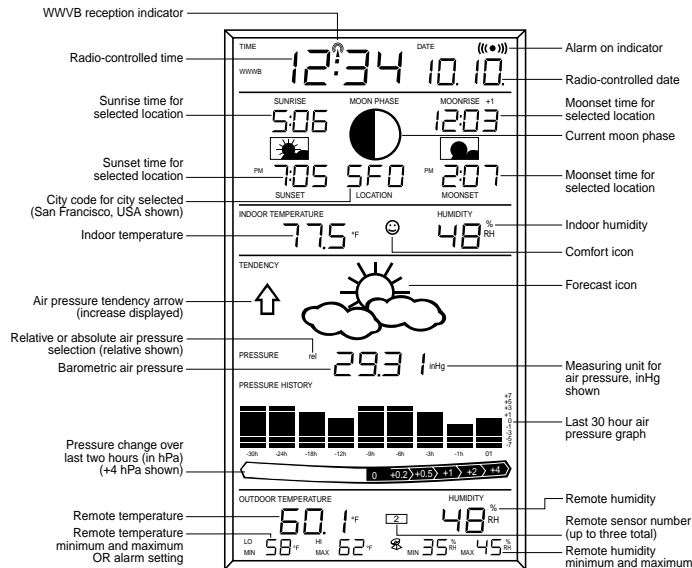 WWVB reception indicator
TIME
DATE
Alarm on indicator
Radio-controlled time
WWWB
12:34
10. 10.
Radio-controlled date
Sunrise time for
selected location
SUNRISE
MOON PHASE
MOONRISE +1
Moonset time for
selected location
5:06
12:03
Current moon phase
Sunset time for
selected location
PM
7:05
SFO
PM
2:07
Moonset time for
selected location
City code for city selected
(San Francisco, USA shown)
SUNSET
LOCATION
MOONSET
INDOOR TEMPERATURE
HUMIDITY
Indoor humidity
Indoor temperature
77.5 °F
48 % RH
Comfort icon
TENDENCY
Forecast icon
Air pressure tendency arrow
(increase displayed)
Relative or absolute air pressure
selection (relative shown)
PRESSURE
rel
Barometric air pressure
29.31 inHg
Measuring unit for
air pressure, inHg
shown
PRESSURE HISTORY
+7
+5
+3
+1
0
-1
-3
-5
-7
Last 30 hour air
pressure graph
-30h -24h -18h -12h -9h -6h -3h -1h 01
Pressure change over
last two hours (in hPa)
(+4 hPa shown)
0 +0.2 +0.5 +1 +2 +4
OUTDOOR TEMPERATURE
HUMIDITY
Remote humidity
Remote temperature
60.1 °F
2
48 % RH
Remote sensor number
(up to three total)
Remote temperature
minimum and maximum
OR alarm setting
LO
MIN 58 °F
HI
MAX 62 °F
MIN 35 % RH
MAX 45 % RH
Remote humidity
minimum and maximum